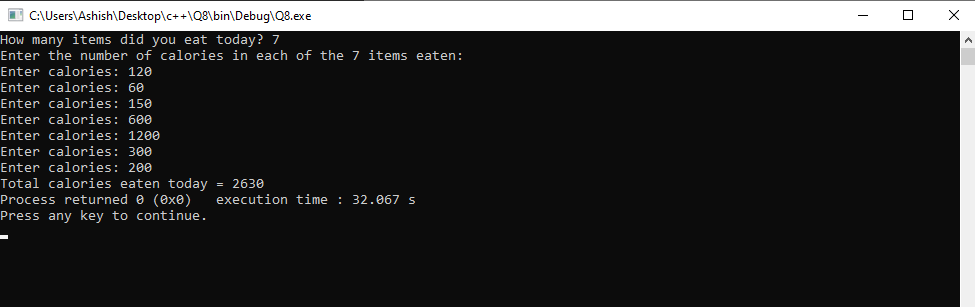 C:\Users\Ashish\Desktop\c++\Q8\bin\Debug\Q8.exe
How many items did you eat today? 7
Enter the number of calories in each of the 7 items eaten:
Enter calories: 120
Enter calories: 60
Enter calories: 150
Enter calories: 600
Enter calories: 1200
Enter calories: 300
Enter calories: 200
Total calories eaten today = 2630
Process returned 0 (0x0)   execution time : 32.067 s
Press any key to continue.